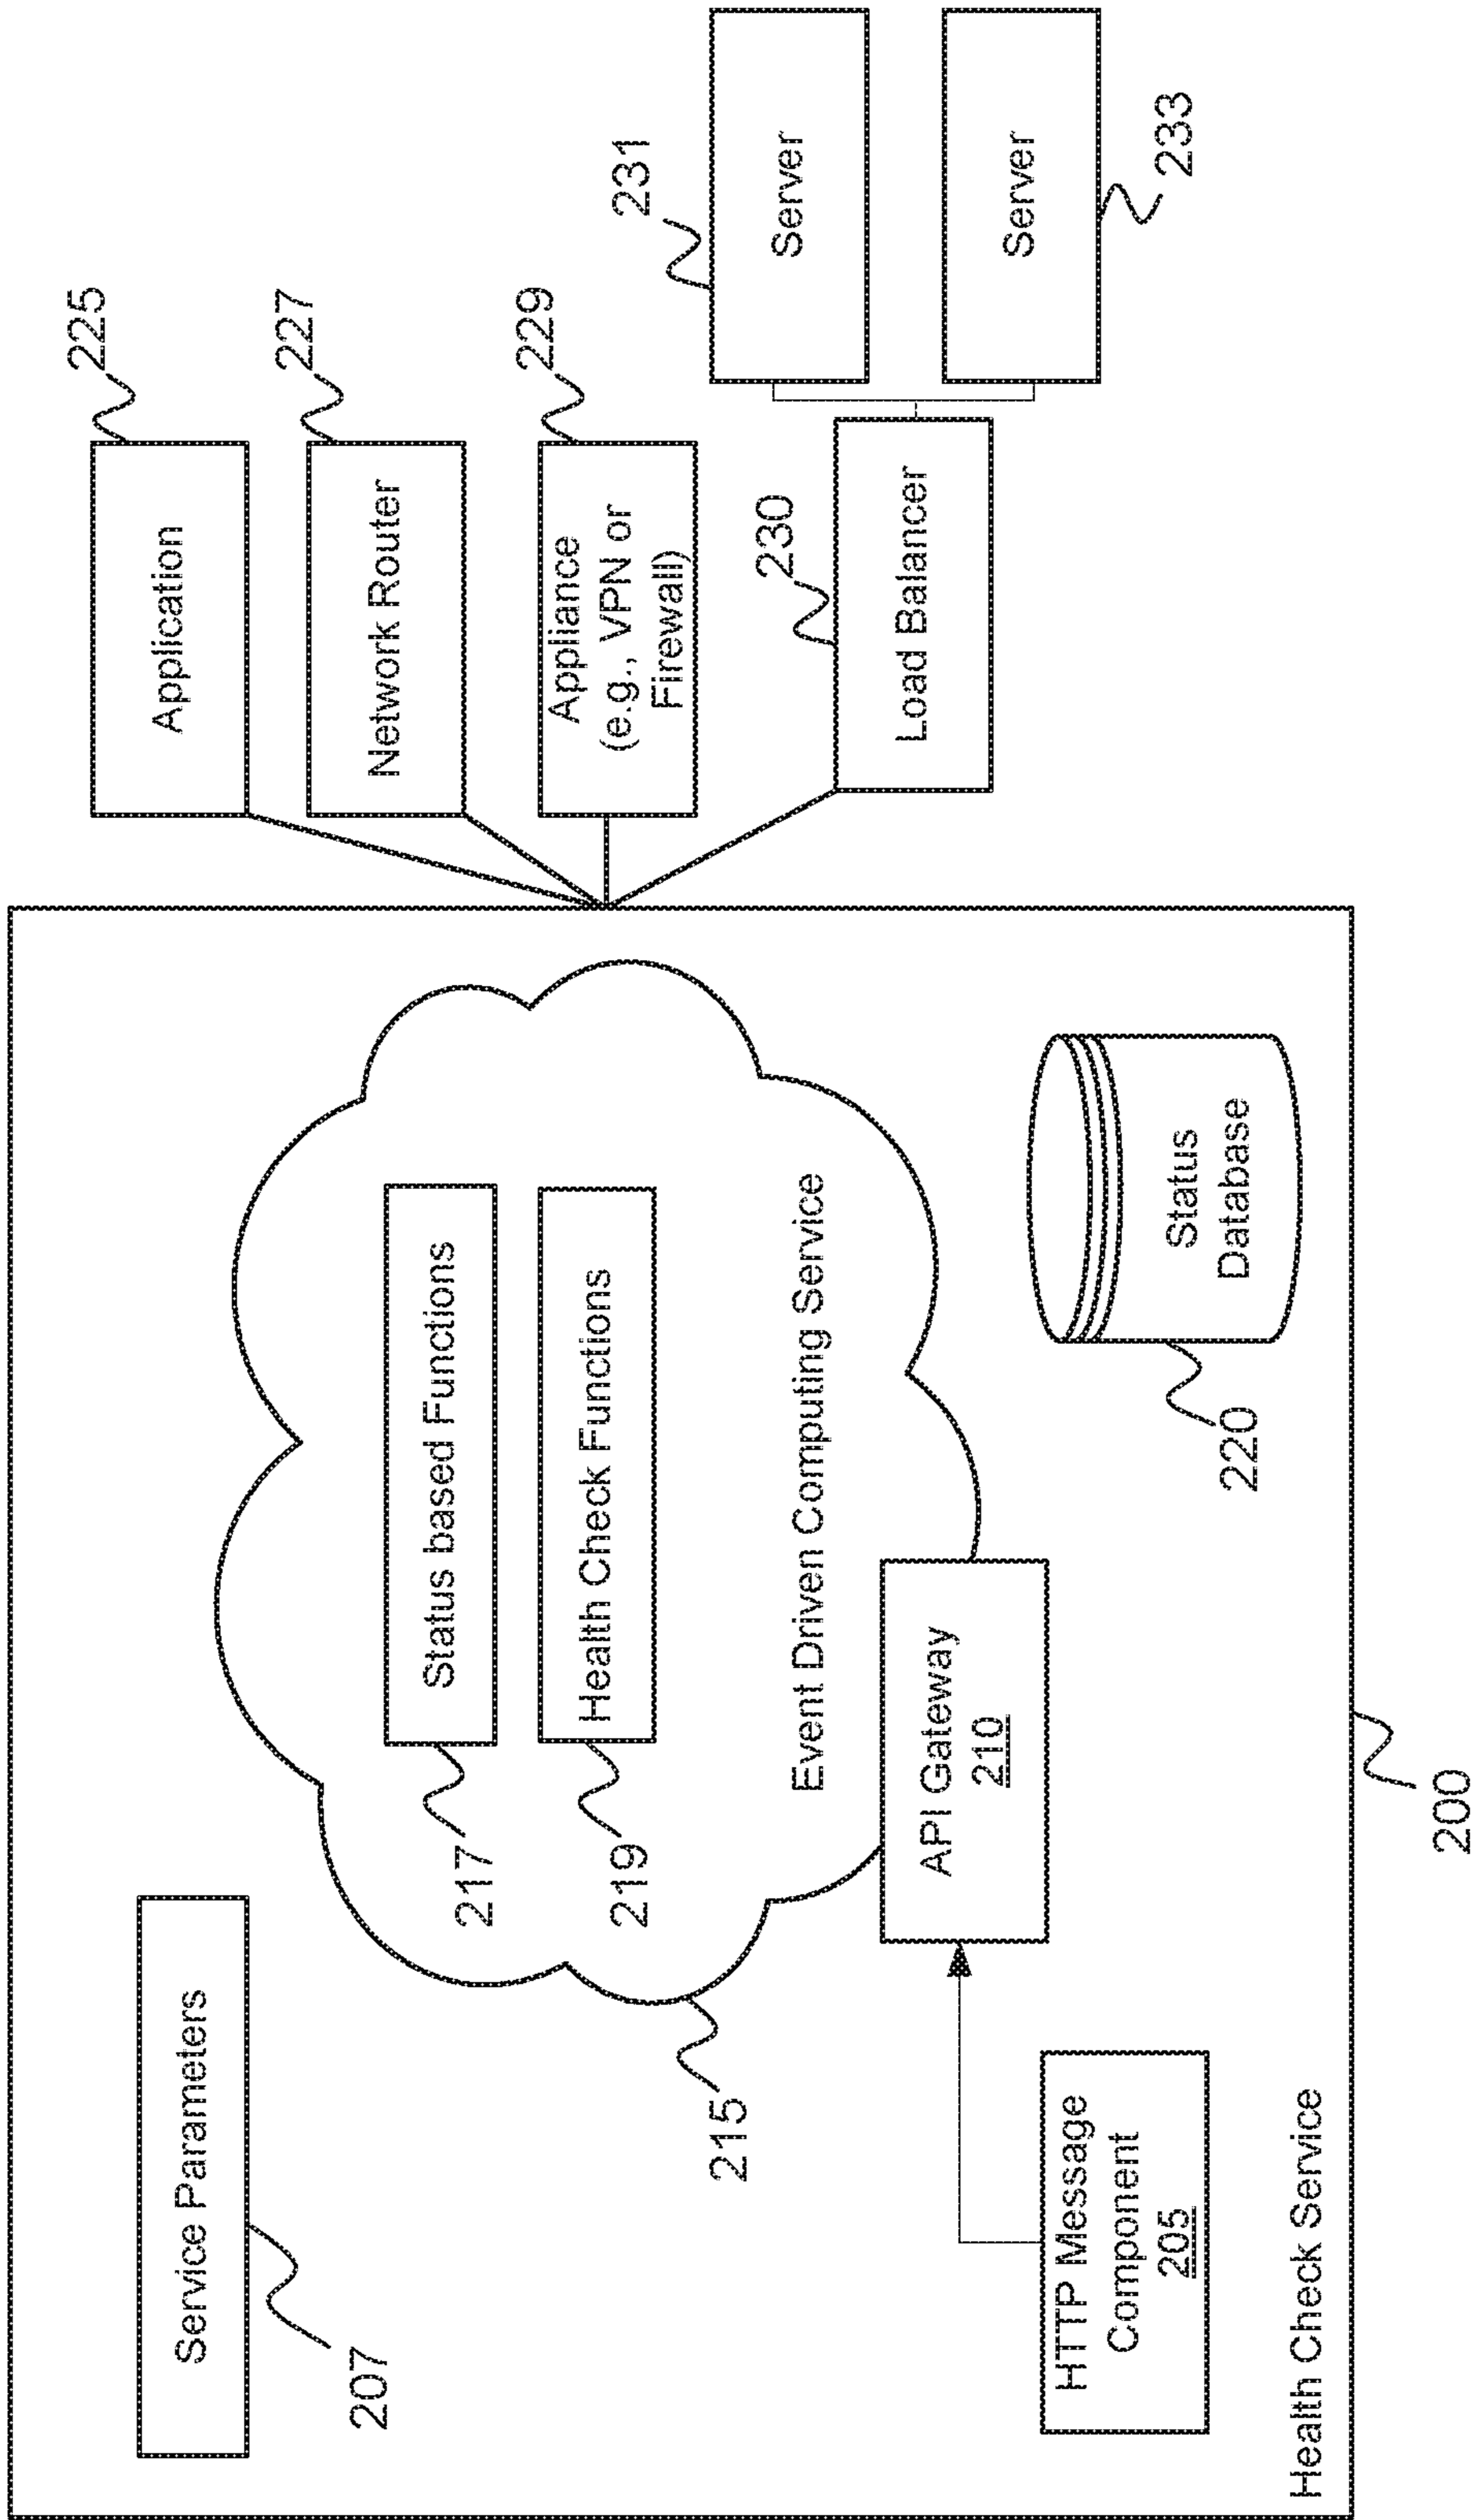 Service Parameters
207
Status based Functions
217
Health Check Functions
219
Event Driven Computing Service
215
API Gateway
210
HTTP Message
Component
205
Status
Database
220
Health Check Service
200
Application
225
Network Router
227
Appliance
(e.g., VPN or
Firewall)
229
Load Balancer
230
Server
231
Server
233